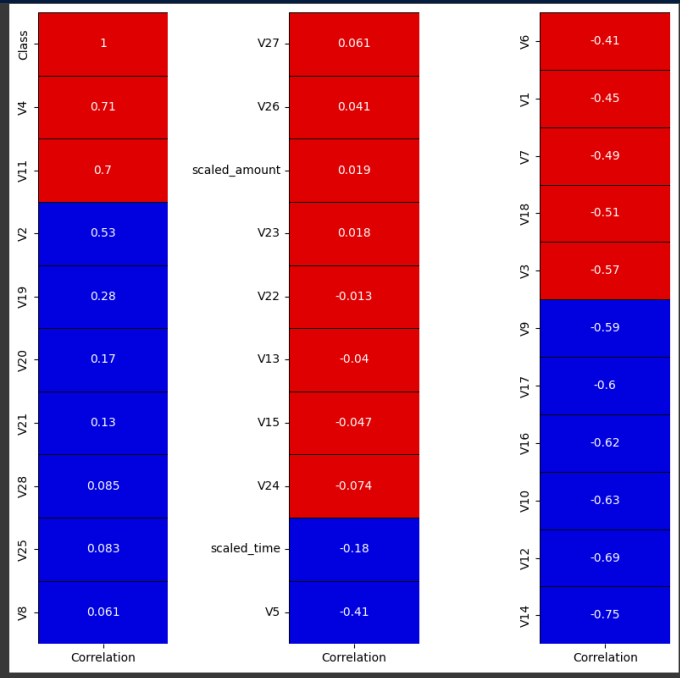 Class 1
V4 0.71
V11 0.7
V2 0.53
V19 0.28
V20 0.17
V21 0.13
V28 0.085
V25 0.083
V8 0.061
Correlation
V27 0.061
V26 0.041
scaled_amount 0.019
V23 0.018
V22 -0.013
V13 -0.04
V15 -0.047
V24 -0.074
scaled_time -0.18
V5 -0.41
Correlation
V6 -0.41
V1 -0.45
V7 -0.49
V18 -0.51
V3 -0.57
V9 -0.59
V17 -0.6
V16 -0.62
V10 -0.63
V12 -0.69
V14 -0.75
Correlation